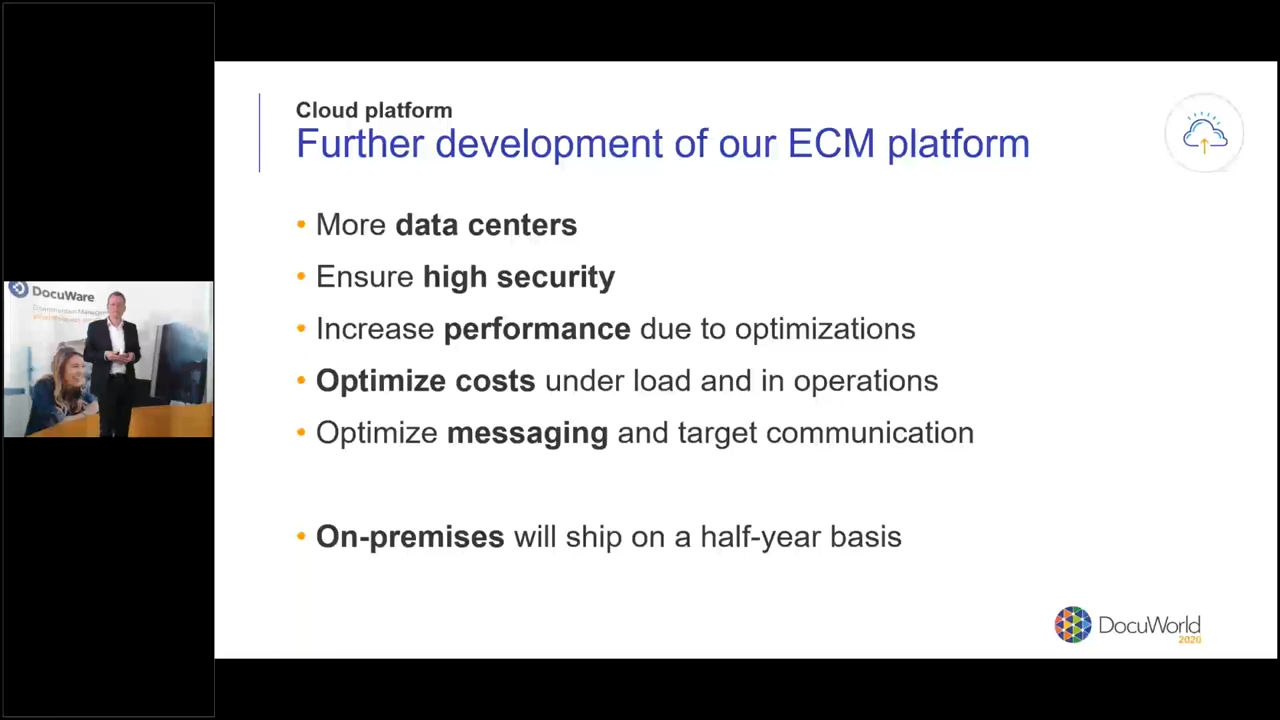 Cloud platform
Further development of our ECM platform
• More data centers
• Ensure high security
• Increase performance due to optimizations
• Optimize costs under load and in operations
• Optimize messaging and target communication
• On-premises will ship on a half-year basis
DocuWare
DocuWorld
2020